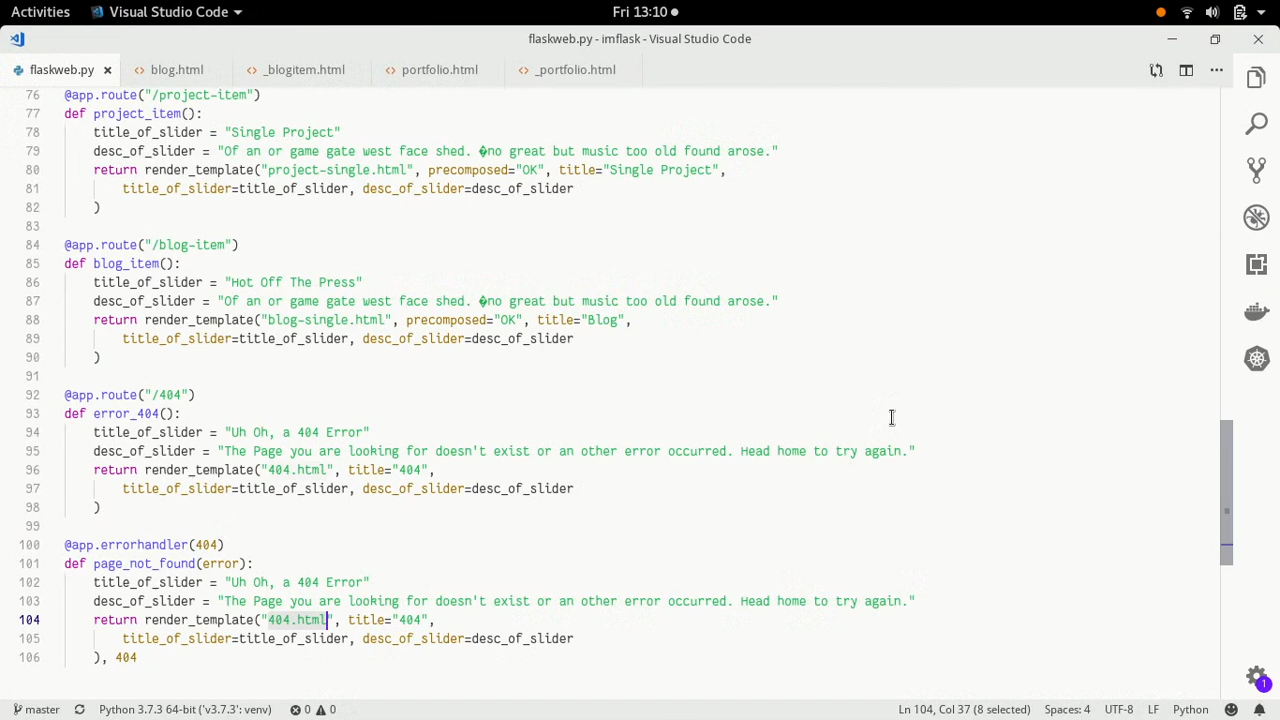 Activities Visual Studio Code Fri 13:10
flaskweb.py - imflask - Visual Studio Code
flaskweb.py blog.html _blogitem.html portfolio.html _portfolio.html
76 @app.route("/project-item")
77 def project_item():
78 title_of_slider = "Single Project"
79 desc_of_slider = "Of an or game gate west face shed. �no great but music too old found arose."
80 return render_template("project-single.html", precomposed="OK", title="Single Project",
81 title_of_slider=title_of_slider, desc_of_slider=desc_of_slider
82 )
83
84 @app.route("/blog-item")
85 def blog_item():
86 title_of_slider = "Hot Off The Press"
87 desc_of_slider = "Of an or game gate west face shed. �no great but music too old found arose."
88 return render_template("blog-single.html", precomposed="OK", title="Blog",
89 title_of_slider=title_of_slider, desc_of_slider=desc_of_slider
90 )
91
92 @app.route("/404")
93 def error_404():
94 title_of_slider = "Uh Oh, a 404 Error"
95 desc_of_slider = "The Page you are looking for doesn't exist or an other error occurred. Head home to try again."
96 return render_template("404.html", title="404",
97 title_of_slider=title_of_slider, desc_of_slider=desc_of_slider
98 )
99
100 @app.errorhandler(404)
101 def page_not_found(error):
102 title_of_slider = "Uh Oh, a 404 Error"
103 desc_of_slider = "The Page you are looking for doesn't exist or an other error occurred. Head home to try again."
104 return render_template("404.html", title="404",
105 title_of_slider=title_of_slider, desc_of_slider=desc_of_slider
106 ), 404
1
master Python 3.7.3 64-bit ('v3.7.3': venv) 0 0 Ln 104, Col 37 (8 selected) Spaces: 4 UTF-8 LF Python